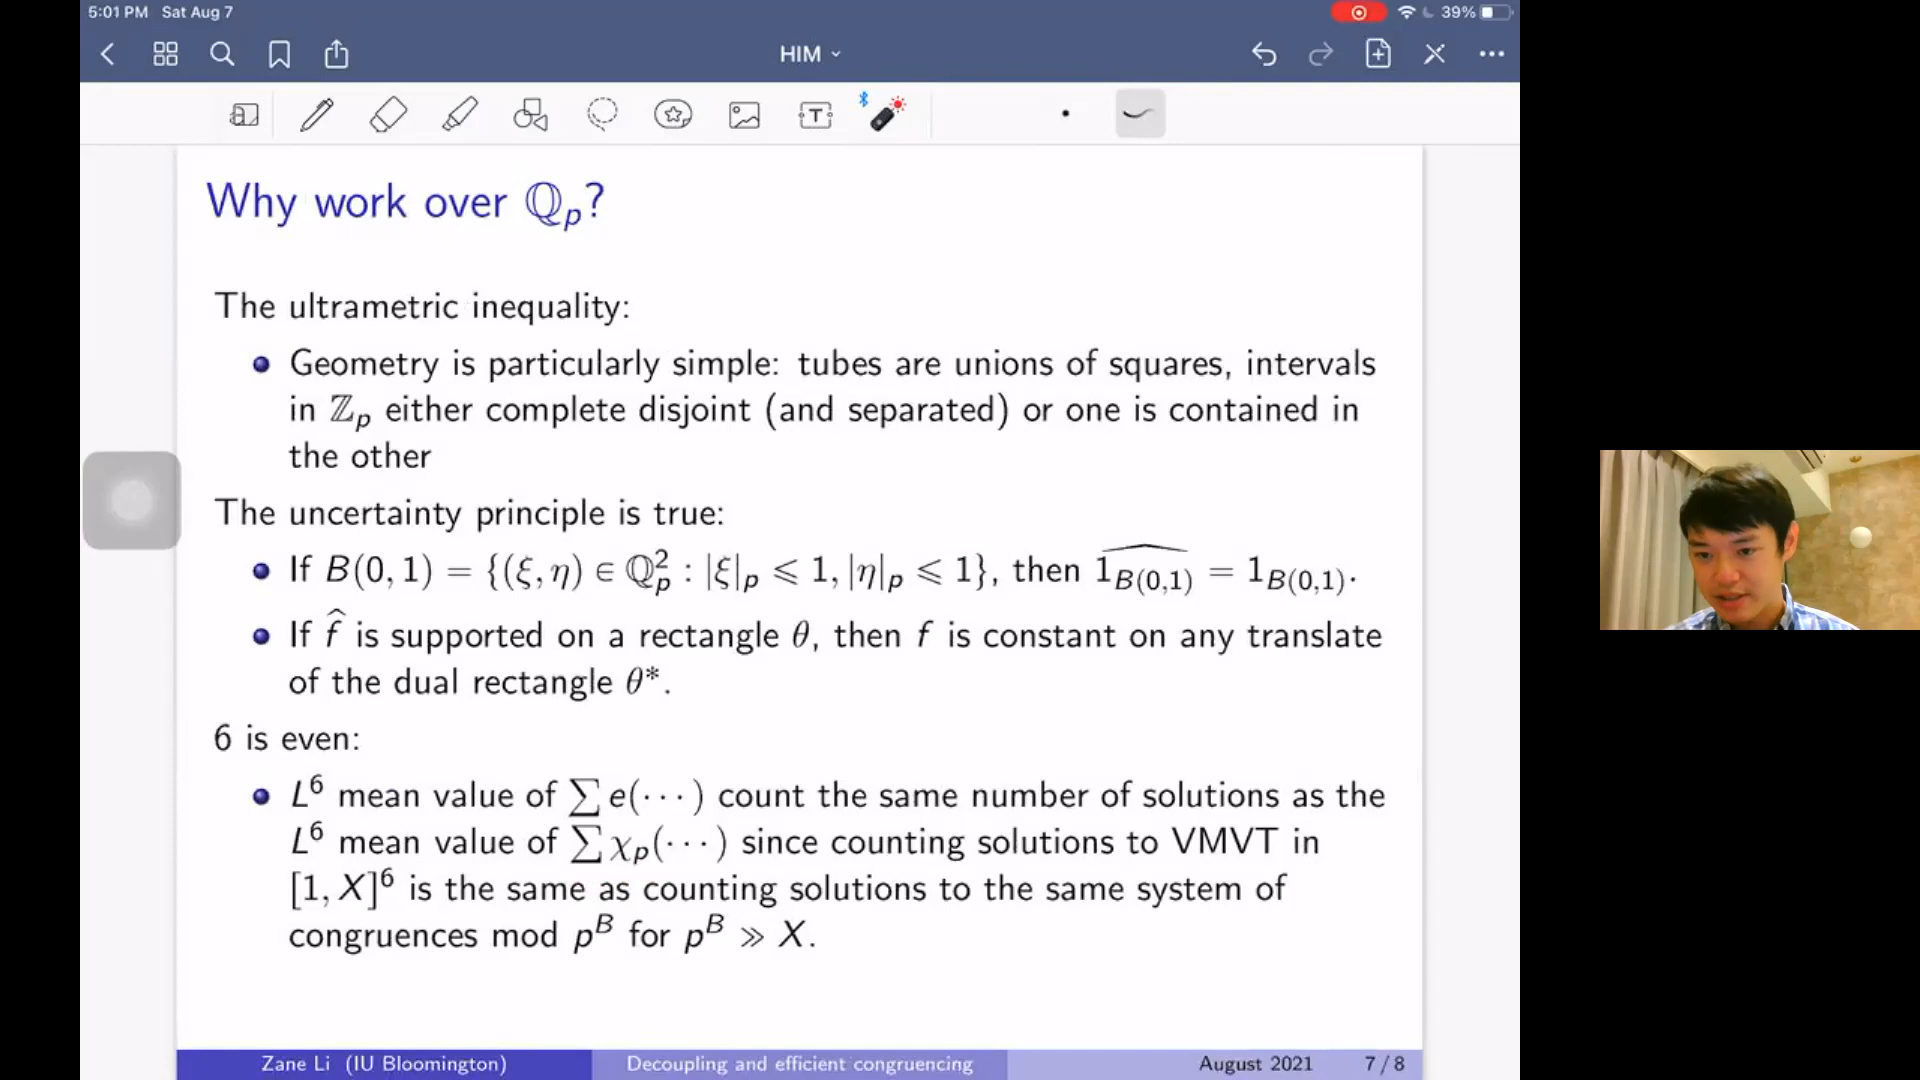 5:01 PM Sat Aug 7
39%
HIM
T
Why work over ℚ_p?
The ultrametric inequality:
• Geometry is particularly simple: tubes are unions of squares, intervals
in ℤ_p either complete disjoint (and separated) or one is contained in
the other
The uncertainty principle is true:
• If B(0, 1) = {(ξ, η) ∈ ℚ_p^2 : |ξ|_p ⩽ 1, |η|_p ⩽ 1}, then \widehat{1_{B(0,1)}} = 1_{B(0,1)}.
• If \widehat{f} is supported on a rectangle θ, then f is constant on any translate
of the dual rectangle θ*.
6 is even:
• L^6 mean value of ∑ e(⋯) count the same number of solutions as the
L^6 mean value of ∑ χ_p(⋯) since counting solutions to VMVT in
[1, X]^6 is the same as counting solutions to the same system of
congruences mod p^B for p^B ≫ X.
Zane Li (IU Bloomington) Decoupling and efficient congruencing August 2021 7 / 8